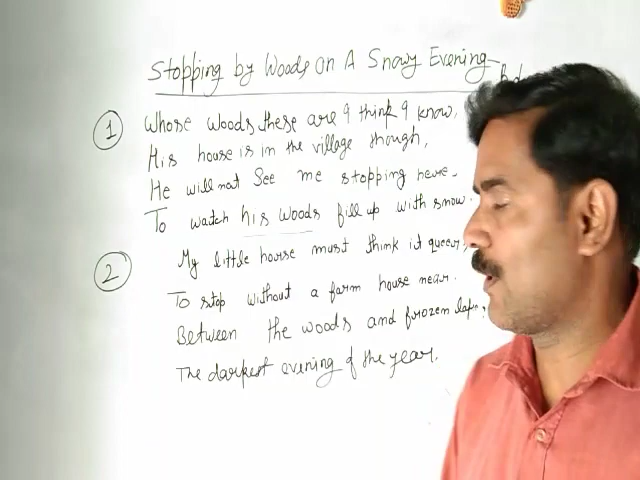 Stopping by Woods On A Snowy Evening
1 Whose woods these are I think I know.
His house is in the village though,
He will not See me stopping here.
To watch his woods fill up with snow.
2 My little horse must think it queer,
To stop without a farm house near.
Between the woods and frozen lake,
The darkest evening of the year.